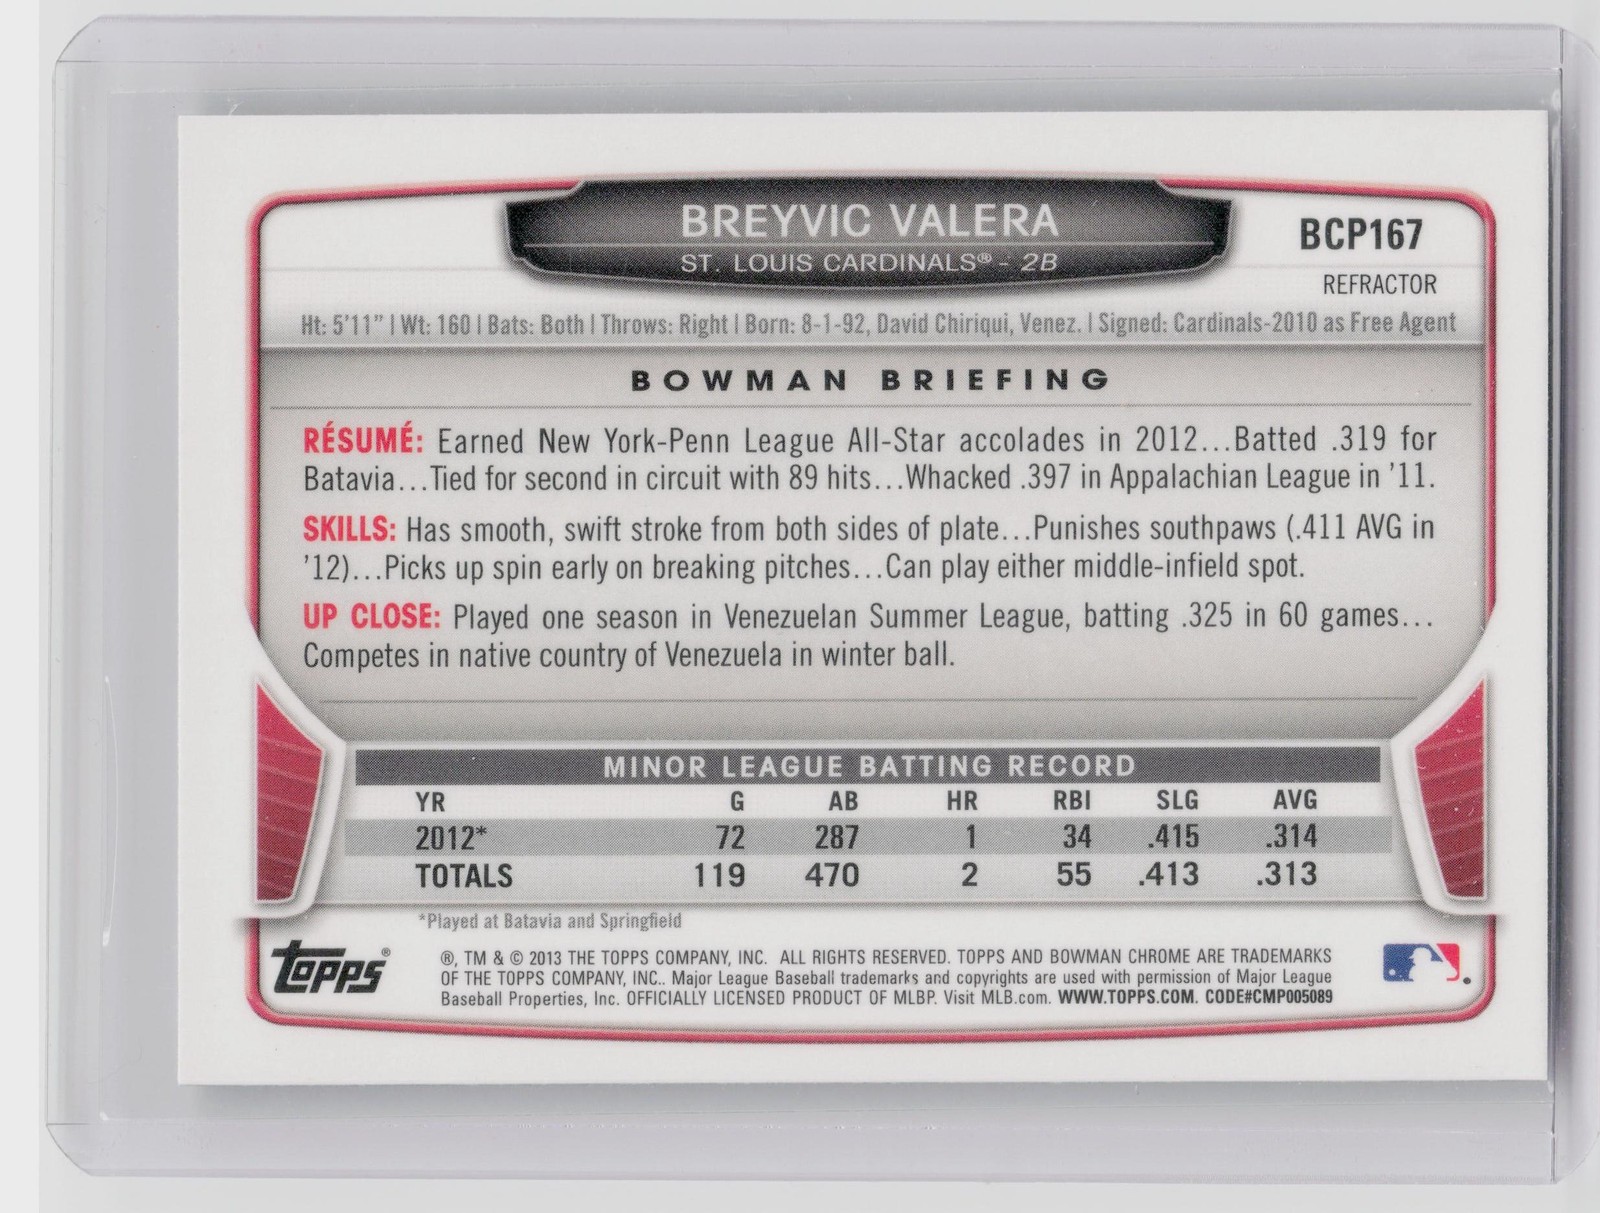 BREYVIC VALERA
ST. LOUIS CARDINALS® - 2B
BCP167
REFRACTOR
Ht: 5'11" | Wt: 160 | Bats: Both | Throws: Right | Born: 8-1-92, David Chiriqui, Venez. | Signed: Cardinals-2010 as Free Agent
BOWMAN BRIEFING
RÉSUMÉ: Earned New York-Penn League All-Star accolades in 2012...Batted .319 for
Batavia...Tied for second in circuit with 89 hits...Whacked .397 in Appalachian League in '11.
SKILLS: Has smooth, swift stroke from both sides of plate...Punishes southpaws (.411 AVG in
'12)...Picks up spin early on breaking pitches...Can play either middle-infield spot.
UP CLOSE: Played one season in Venezuelan Summer League, batting .325 in 60 games...
Competes in native country of Venezuela in winter ball.
MINOR LEAGUE BATTING RECORD
YR G AB HR RBI SLG AVG
2012* 72 287 1 34 .415 .314
TOTALS 119 470 2 55 .413 .313
*Played at Batavia and Springfield
Topps®
®, TM & © 2013 THE TOPPS COMPANY, INC. ALL RIGHTS RESERVED. TOPPS AND BOWMAN CHROME ARE TRADEMARKS
OF THE TOPPS COMPANY, INC.. Major League Baseball trademarks and copyrights are used with permission of Major League
Baseball Properties, Inc. OFFICIALLY LICENSED PRODUCT OF MLBP. Visit MLB.com. WWW.TOPPS.COM. CODE#CMP005089